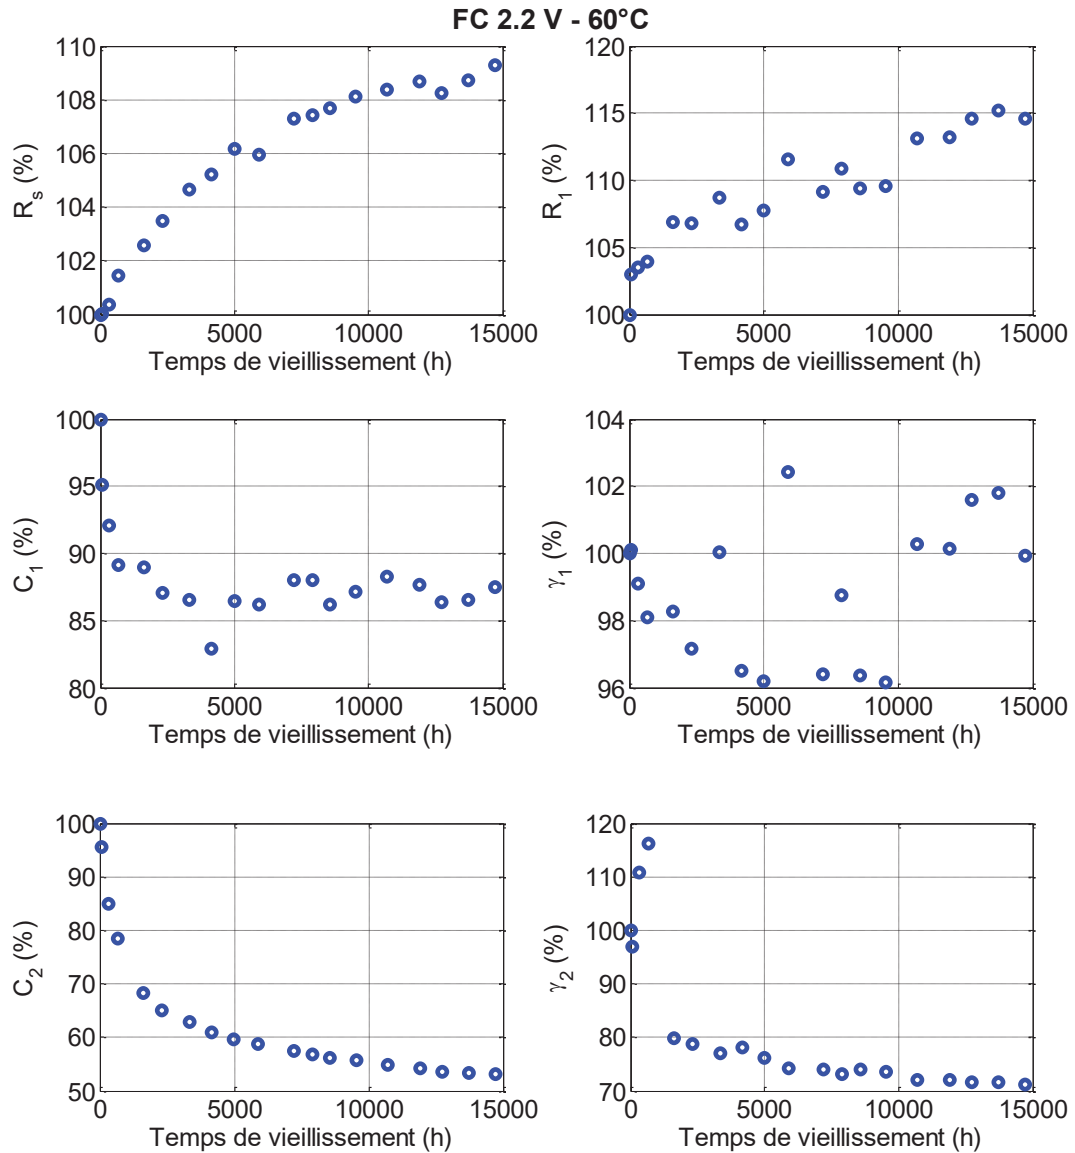 FC 2.2 V - 60°C
110
108
106
104
102
100
R_s (%)
0 5000 10000 15000
Temps de vieillissement (h)
120
115
110
105
100
R_1 (%)
0 5000 10000 15000
Temps de vieillissement (h)
100
95
90
85
80
C_1 (%)
0 5000 10000 15000
Temps de vieillissement (h)
104
102
100
98
96
γ_1 (%)
0 5000 10000 15000
Temps de vieillissement (h)
100
90
80
70
60
50
C_2 (%)
0 5000 10000 15000
Temps de vieillissement (h)
120
110
100
90
80
70
γ_2 (%)
0 5000 10000 15000
Temps de vieillissement (h)